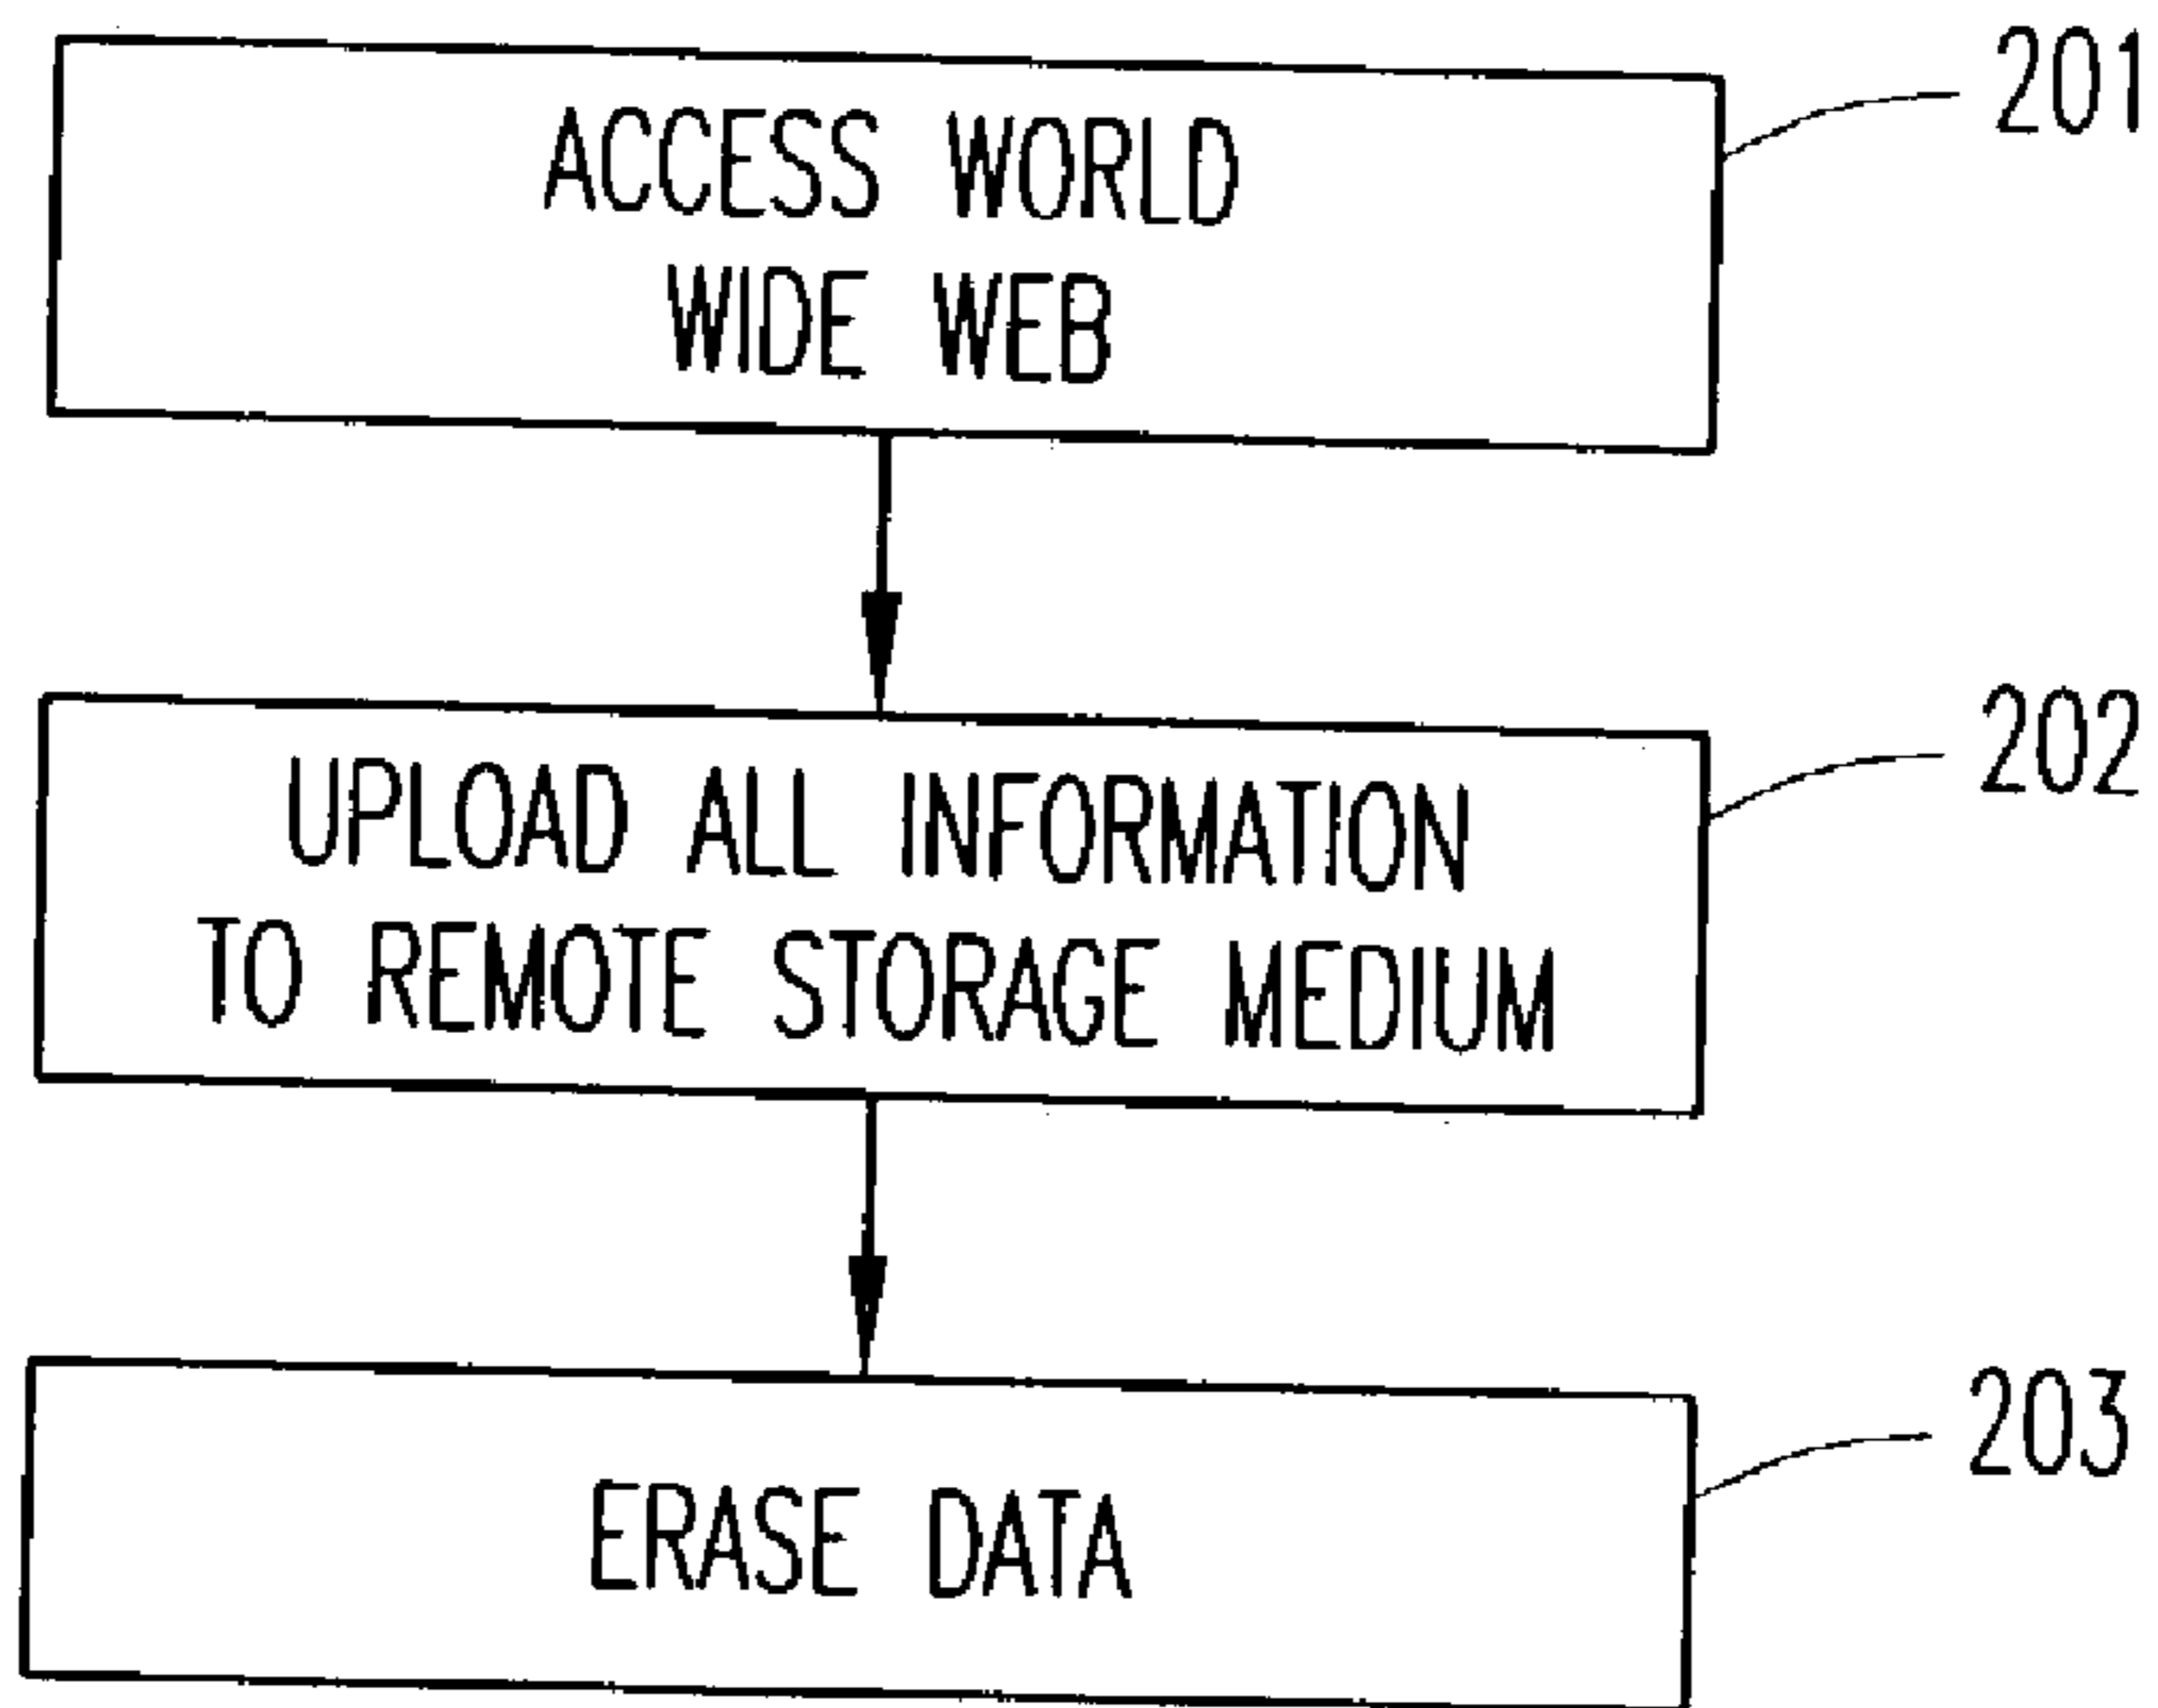 ACCESS WORLD
WIDE WEB
201
UPLOAD ALL INFORMATION
TO REMOTE STORAGE MEDIUM
202
ERASE DATA
203